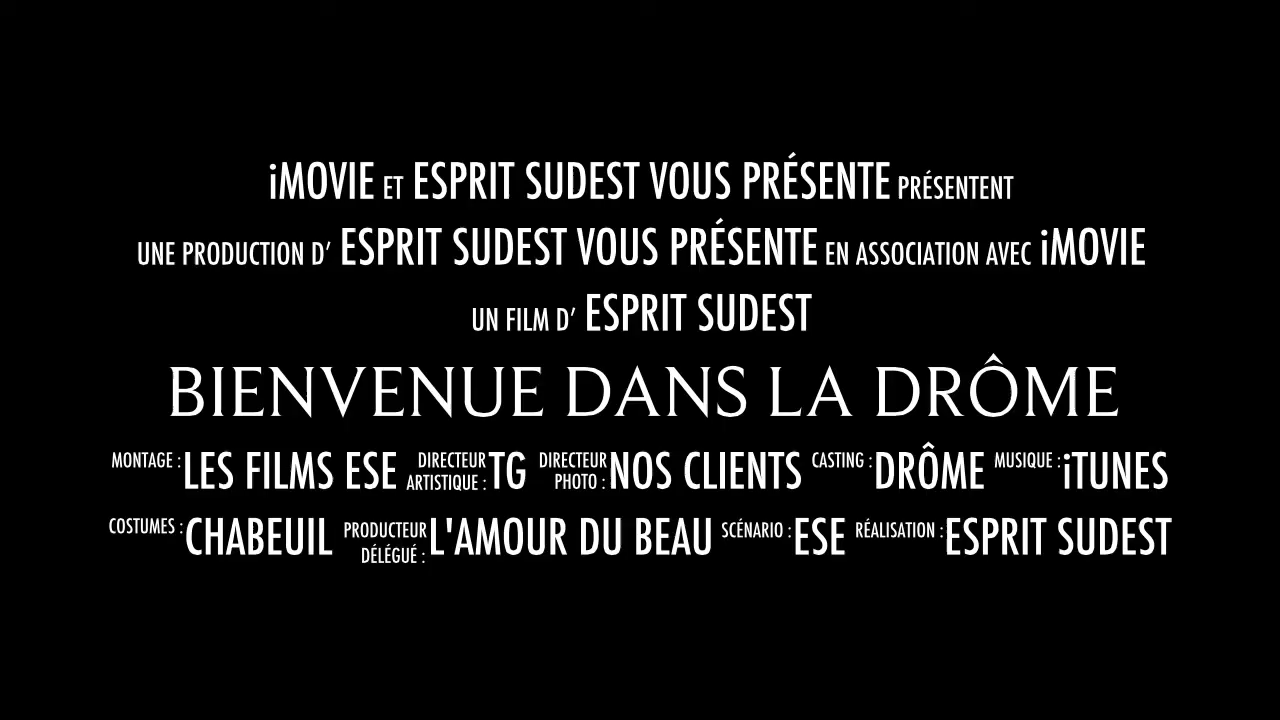 iMOVIE ET ESPRIT SUDEST VOUS PRÉSENTE PRÉSENTENT
UNE PRODUCTION D’ ESPRIT SUDEST VOUS PRÉSENTE EN ASSOCIATION AVEC iMOVIE
UN FILM D’ ESPRIT SUDEST
BIENVENUE DANS LA DRÔME
MONTAGE : LES FILMS ESE DIRECTEUR ARTISTIQUE : TG DIRECTEUR PHOTO : NOS CLIENTS CASTING : DRÔME MUSIQUE : iTUNES
COSTUMES : CHABEUIL PRODUCTEUR DÉLÉGUÉ : L'AMOUR DU BEAU SCÉNARIO : ESE RÉALISATION : ESPRIT SUDEST